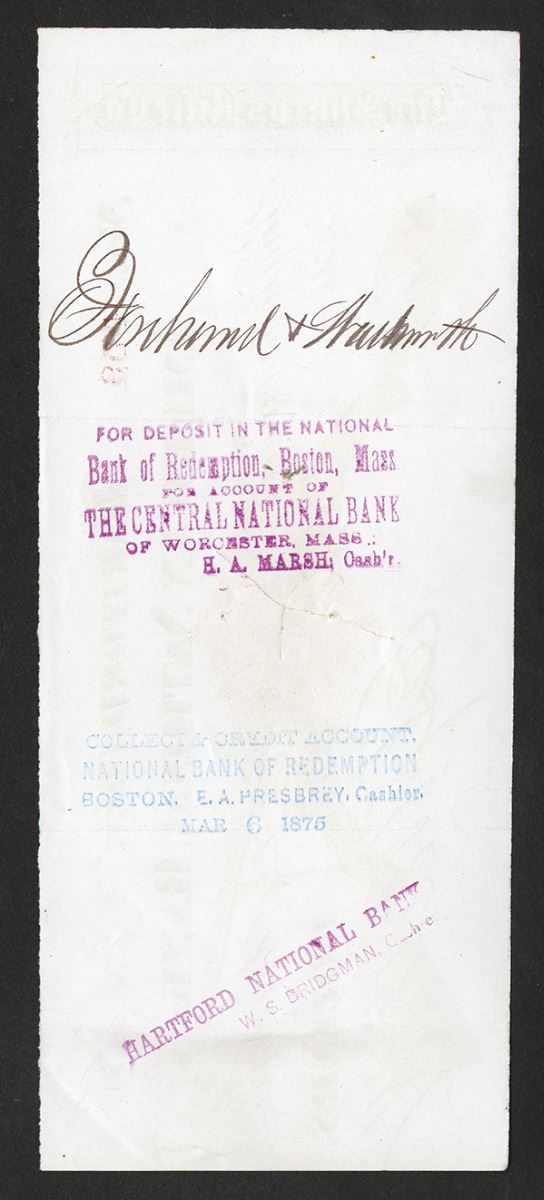 &
FOR DEPOSIT IN THE NATIONAL
Bank of Redemption, Boston, Mass
FOR ACCOUNT OF
THE CENTRAL NATIONAL BANK
OF WORCESTER, MASS.
H. A. MARSH, Cash'r.
COLLECT & CREDIT ACCOUNT,
NATIONAL BANK OF REDEMPTION
BOSTON. E. A. PRESBREY, Cashier.
MAR 6 1875
HARTFORD NATIONAL BANK
W. S. BRIDGMAN,